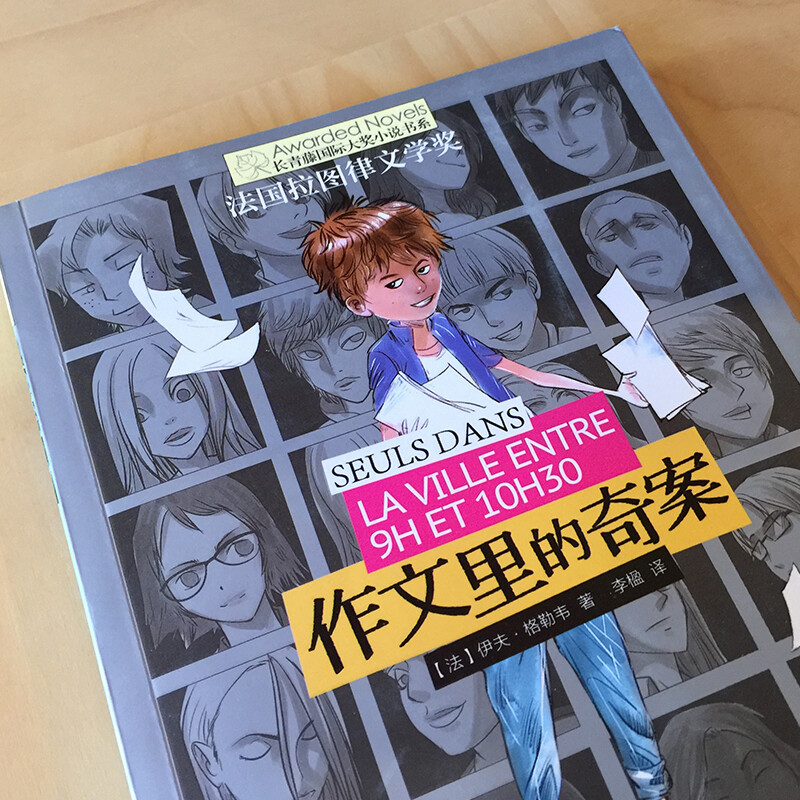 Awarded Novels
长青藤国际大奖小说书系
法国拉图律文学奖
SEULS DANS
LA VILLE ENTRE
9H ET 10H30
作文里的奇案
【法】伊夫·格勒韦 著 李楹 译